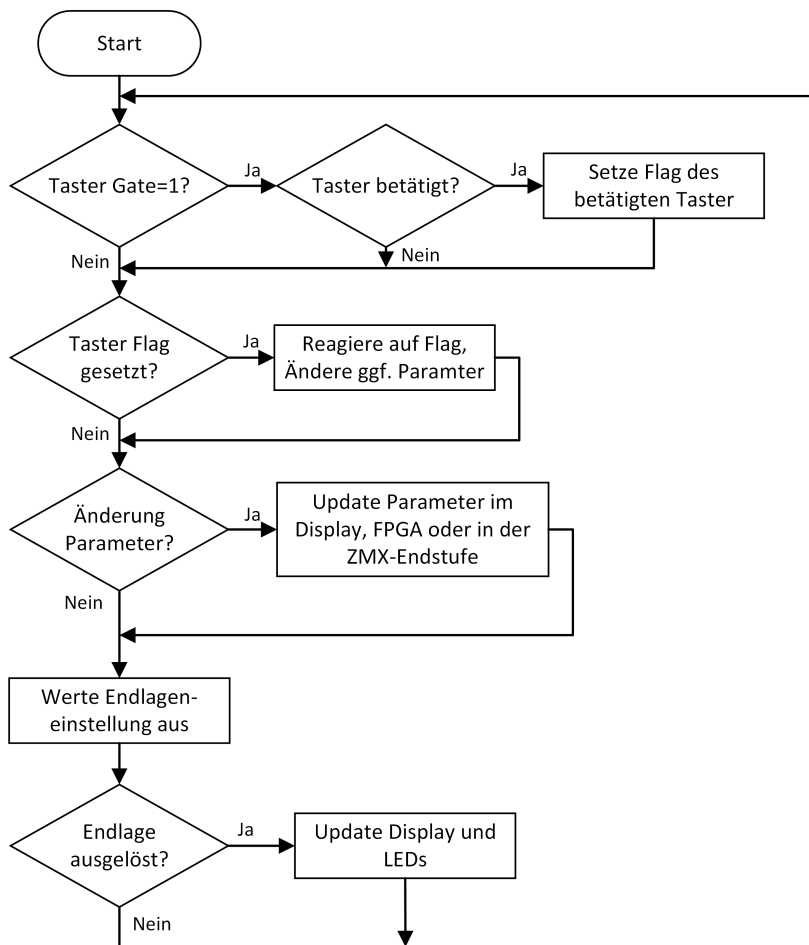 Start
Taster Gate=1?
Ja
Taster betätigt?
Ja
Setze Flag des
betätigten Taster
Nein
Nein
Taster Flag
gesetzt?
Ja
Reagiere auf Flag,
Ändere ggf. Paramter
Nein
Änderung
Parameter?
Ja
Update Parameter im
Display, FPGA oder in der
ZMX-Endstufe
Nein
Werte Endlagen-
einstellung aus
Endlage
ausgelöst?
Ja
Update Display und
LEDs
Nein